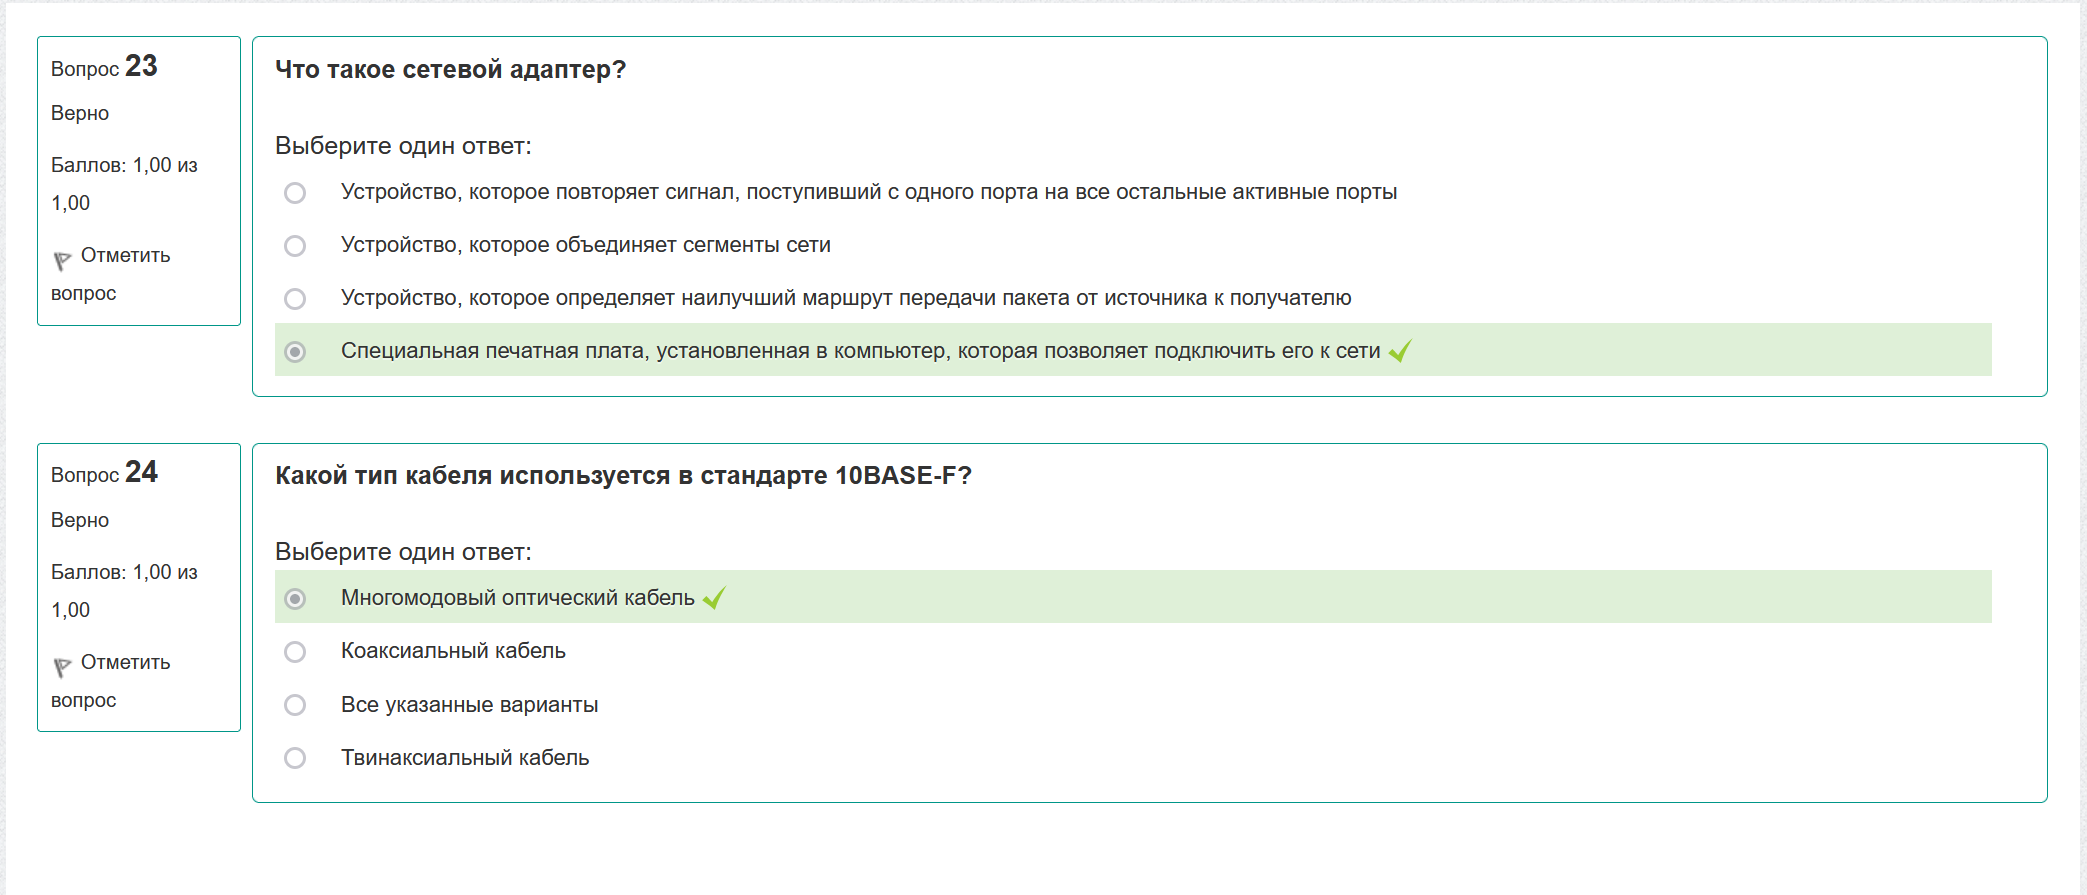 Вопрос 23
Верно
Баллов: 1,00 из
1,00
Отметить
вопрос
Что такое сетевой адаптер?
Выберите один ответ:
Устройство, которое повторяет сигнал, поступивший с одного порта на все остальные активные порты
Устройство, которое объединяет сегменты сети
Устройство, которое определяет наилучший маршрут передачи пакета от источника к получателю
Специальная печатная плата, установленная в компьютер, которая позволяет подключить его к сети
Вопрос 24
Верно
Баллов: 1,00 из
1,00
Отметить
вопрос
Какой тип кабеля используется в стандарте 10BASE-F?
Выберите один ответ:
Многомодовый оптический кабель
Коаксиальный кабель
Все указанные варианты
Твинаксиальный кабель